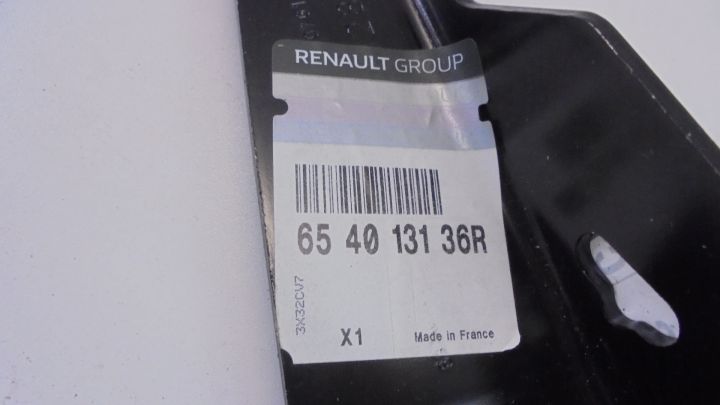 RENAULT GROUP
65 40 131 36R
3X32CV7
X1
Made in France